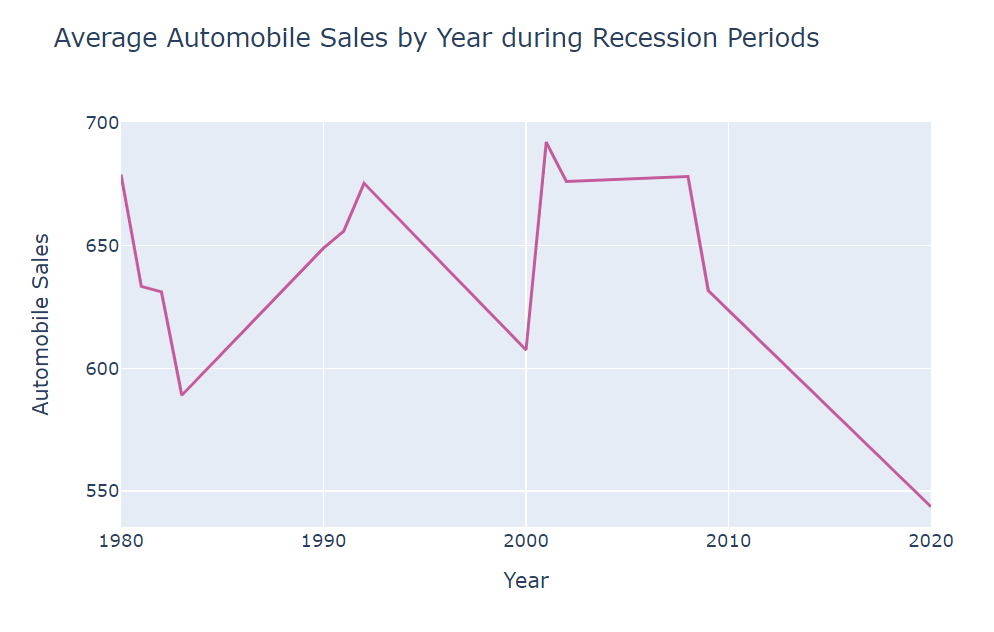 Average Automobile Sales by Year during Recession Periods
700
650
600
550
Automobile Sales
1980 1990 2000 2010 2020
Year